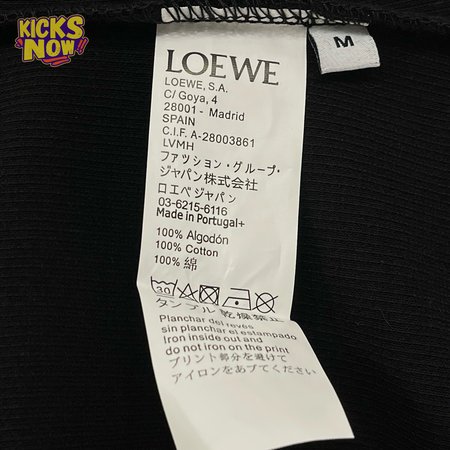 KICKS
NOW!
M
LOEWE
LOEWE, S.A.
C/ Goya, 4
28001 - Madrid
SPAIN
C.I.F. A-28003861
LVMH
ファツション・グループ・
ジャパン株式会社
ロエベジャパン
03-6215-6116
Made in Portugal+
100% Algodón
100% Cotton
100% 綿
30
タンブル 乾燥禁止
Planchar del revés
sin planchar el estampado
Iron inside out and
do not iron on the print
プリント部分を避けて
アイロンをあてください